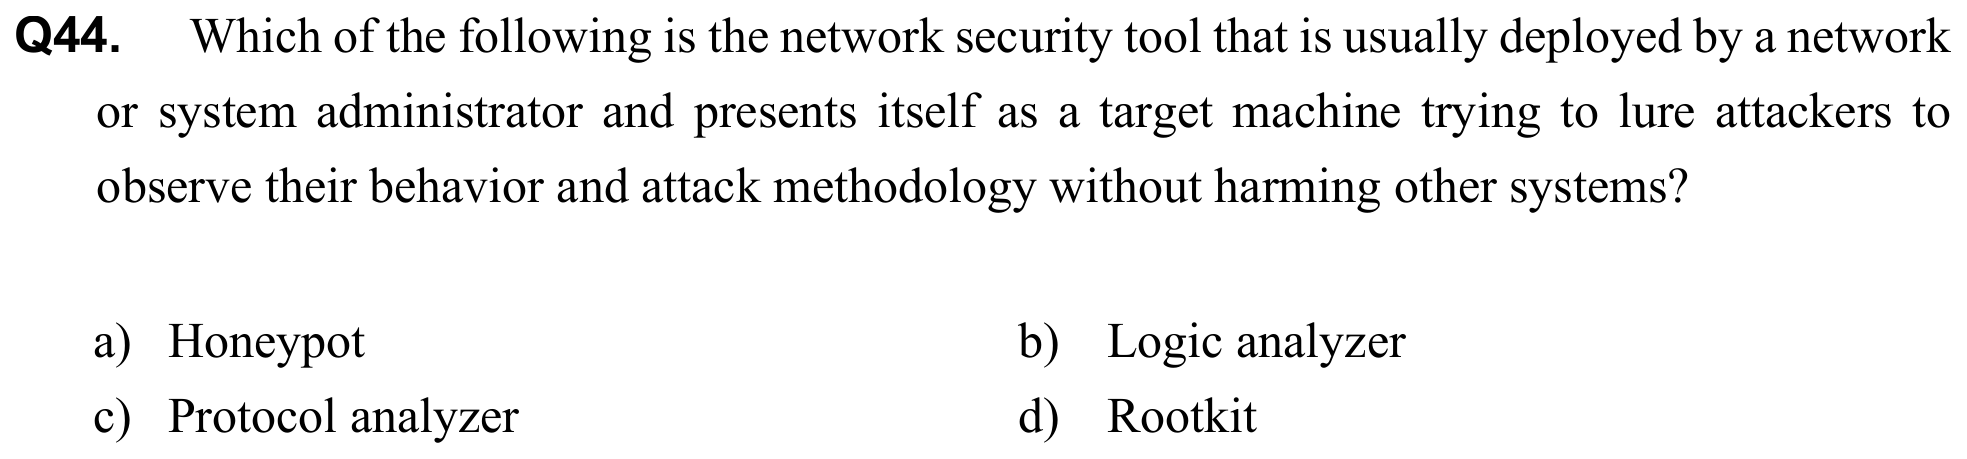 Q44. Which of the following is the network security tool that is usually deployed by a network
or system administrator and presents itself as a target machine trying to lure attackers to
observe their behavior and attack methodology without harming other systems?
a) Honeypot b) Logic analyzer
c) Protocol analyzer d) Rootkit